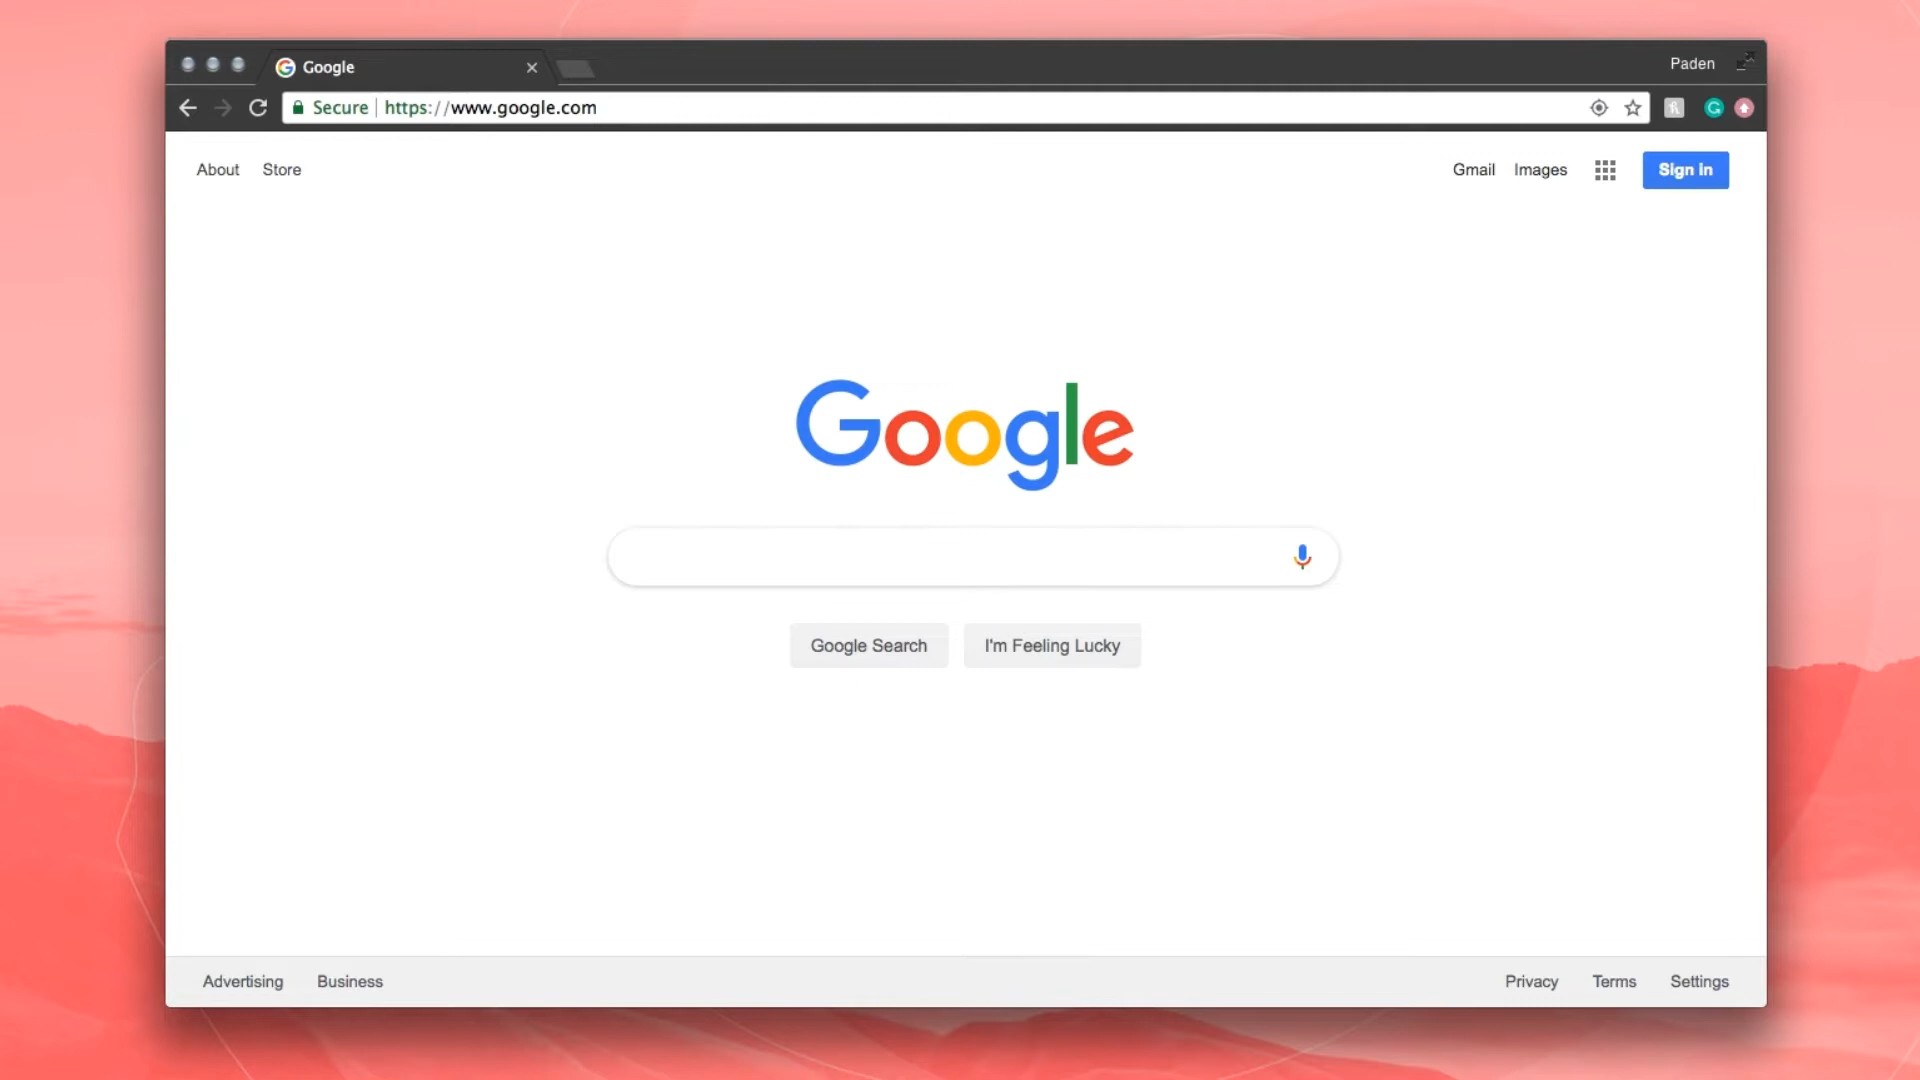 Google
Paden
Secure | https://www.google.com
About Store
Gmail Images Sign in
Google
Google Search I'm Feeling Lucky
Advertising Business
Privacy Terms Settings